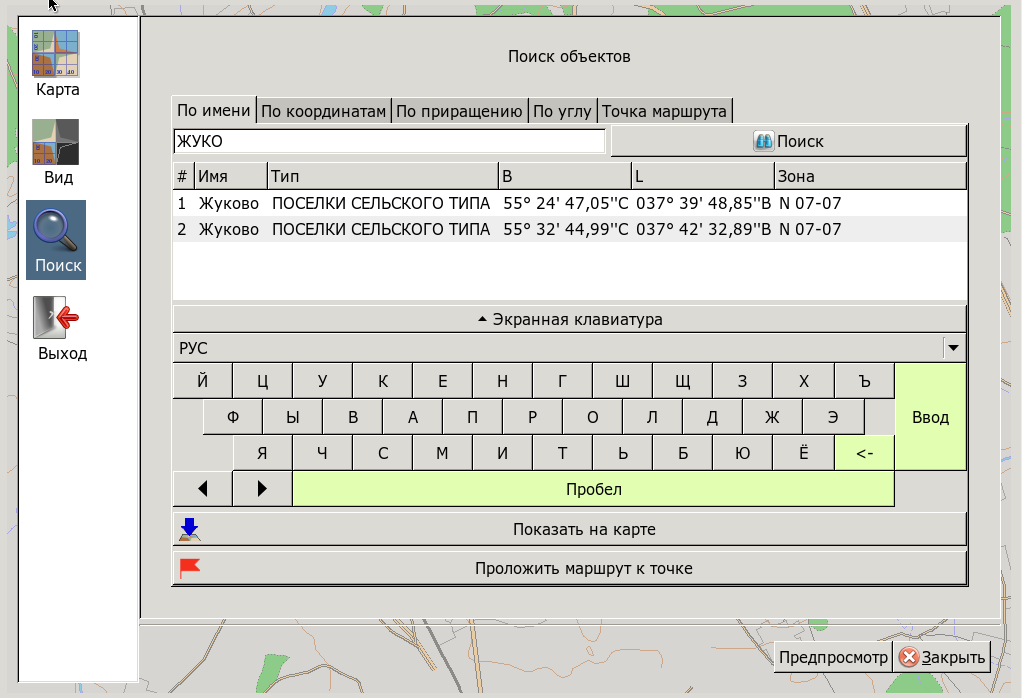 Карта
Вид
Поиск
Выход
Поиск объектов
По имени По координатам По приращению По углу Точка маршрута
ЖУКО Поиск
# Имя Тип B L Зона
1 Жуково ПОСЕЛКИ СЕЛЬСКОГО ТИПА 55° 24' 47,05''С 037° 39' 48,85''В N 07-07
2 Жуково ПОСЕЛКИ СЕЛЬСКОГО ТИПА 55° 32' 44,99''С 037° 42' 32,89''В N 07-07
Экранная клавиатура
РУС
Й Ц У К Е Н Г Ш Щ З Х Ъ
Ф Ы В А П Р О Л Д Ж Э Ввод
Я Ч С М И Т Ь Б Ю Ё <-
Пробел
Показать на карте
Проложить маршрут к точке
Предпросмотр Закрыть